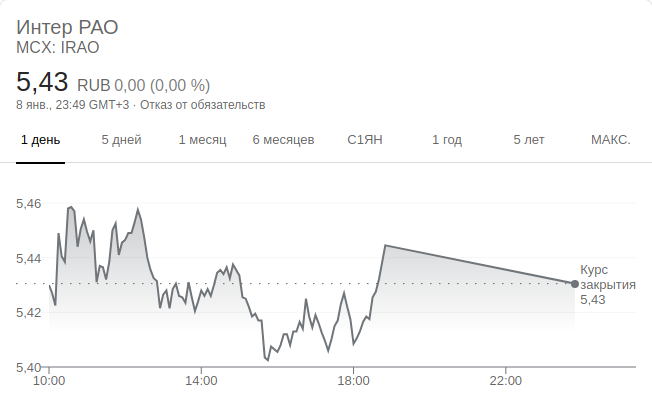 Интер РАО
MCX: IRAO
5,43 RUB 0,00 (0,00 %)
8 янв., 23:49 GMT+3 · Отказ от обязательств
1 день 5 дней 1 месяц 6 месяцев С1ЯН 1 год 5 лет МАКС.
5,46
5,44
Курс
закрытия
5,43
5,42
5,40
10:00 14:00 18:00 22:00